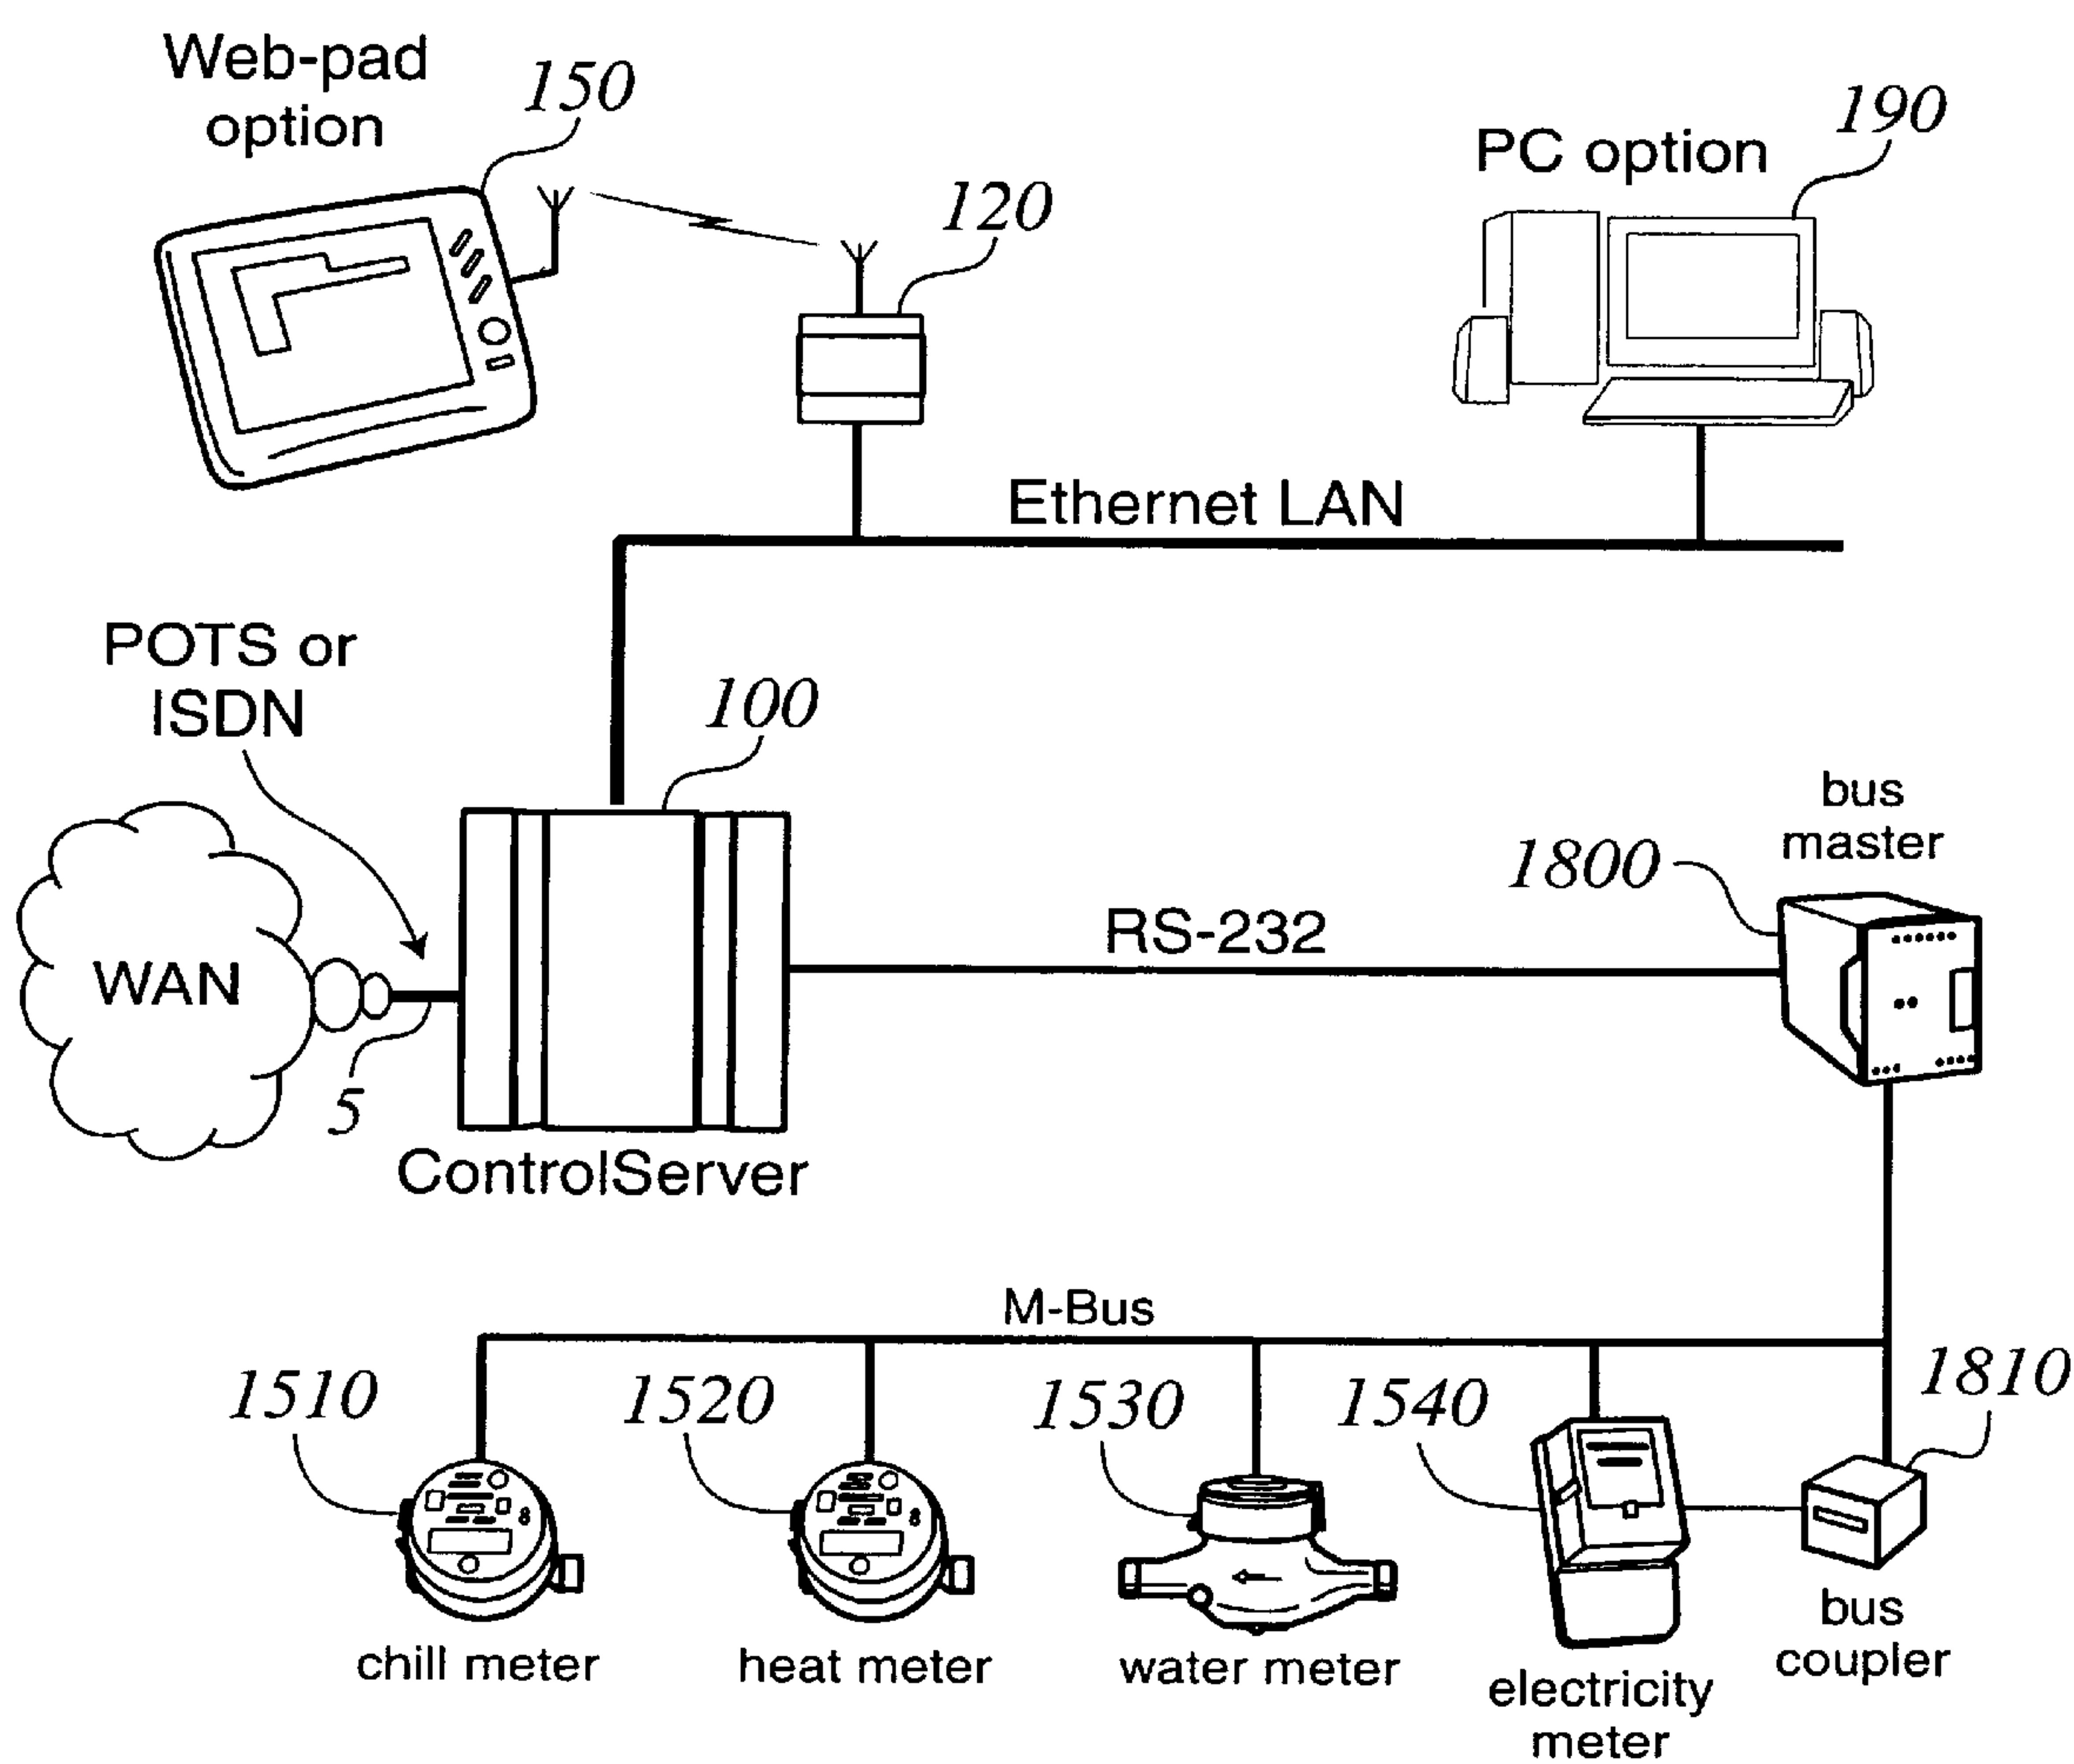 Web-pad
option
150
120
PC option
190
Ethernet LAN
POTS or
ISDN
100
WAN
5
ControlServer
RS-232
1800
bus
master
M-Bus
1510
1520
1530
1540
1810
chill meter
heat meter
water meter
electricity
meter
bus
coupler